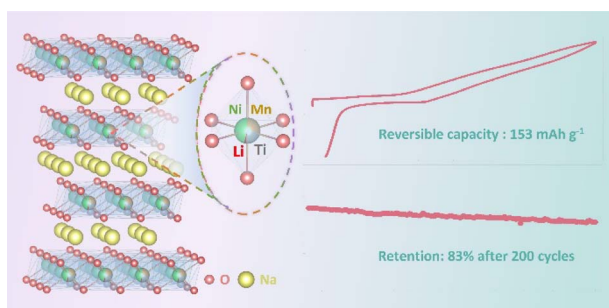 Ni Mn
Li Ti
O Na
Reversible capacity : 153 mAh g⁻¹
Retention: 83% after 200 cycles